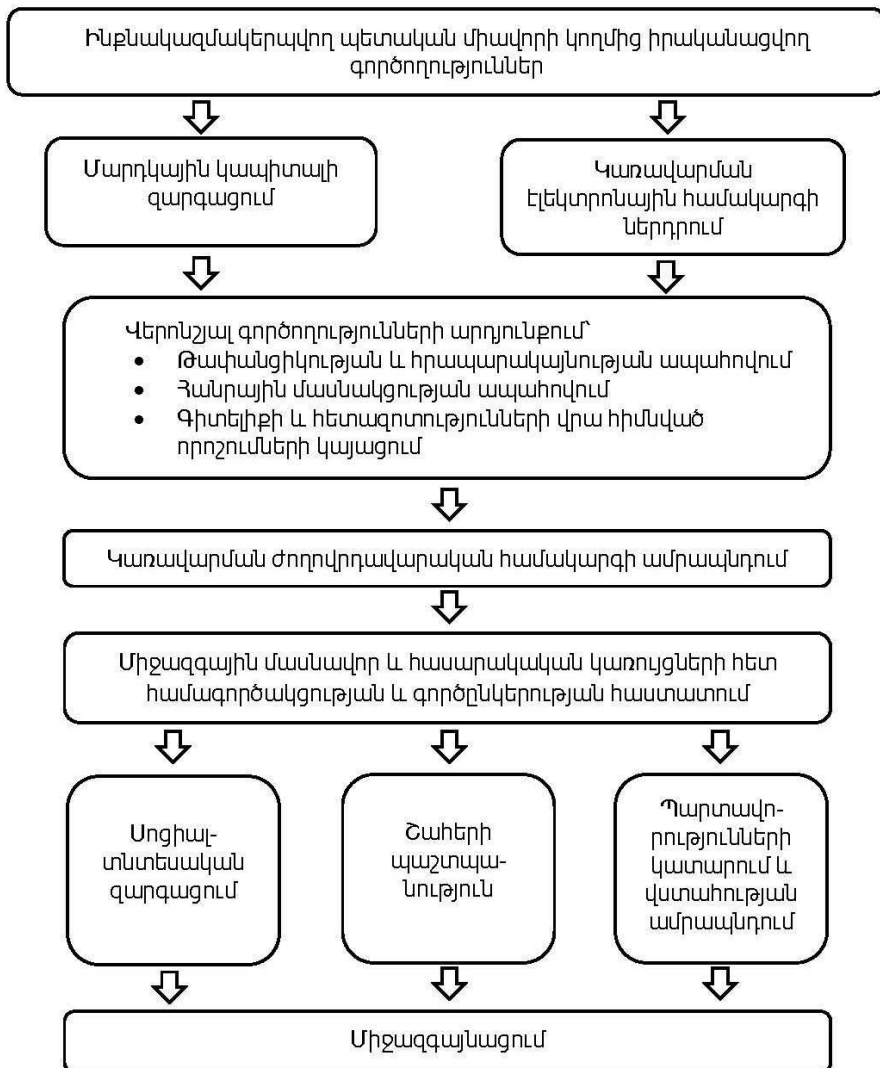 Ինքնակազմակերպվող պետական միավորի կողմից իրականացվող
գործողություններ
Մարդկային կապիտալի
զարգացում
Կառավարման
էլեկտրոնային համակարգի
ներդրում
Վերոնշյալ գործողությունների արդյունքում՝
• Թափանցիկության և հրապարակայնության ապահովում
• Հանրային մասնակցության ապահովում
• Գիտելիքի և հետազոտությունների վրա հիմնված
որոշումների կայացում
Կառավարման ժողովրդավարական համակարգի ամրապնդում
Միջազգային մասնավոր և հասարակական կառույցների հետ
համագործակցության և գործընկերության հաստատում
Սոցիալ-
տնտեսական
զարգացում
Շահերի
պաշտպա-
նություն
Պարտավո-
րությունների
կատարում և
վստահության
ամրապնդում
Միջազգայնացում